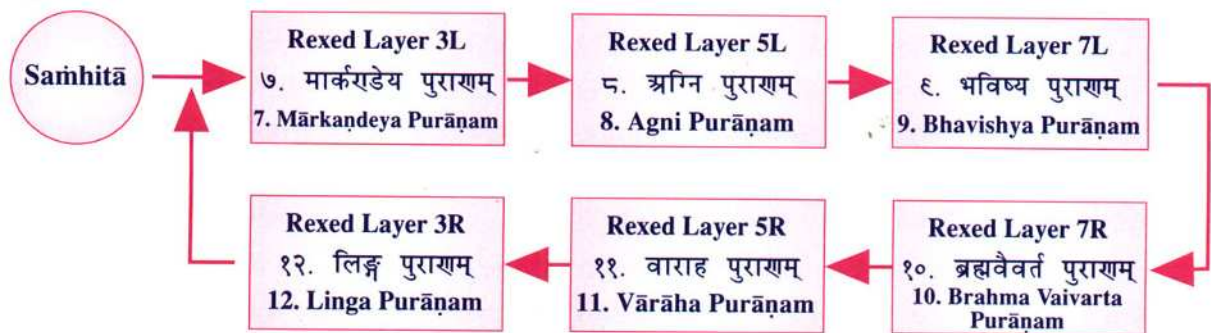 Saṁhitā
Rexed Layer 3L
७. मार्कण्डेय पुराणम्
7. Mārkaṇdeya Purāṇam
Rexed Layer 5L
८. अग्नि पुराणम्
8. Agni Purāṇam
Rexed Layer 7L
९. भविष्य पुराणम्
9. Bhavishya Purāṇam
Rexed Layer 7R
१०. ब्रह्मवैवर्त पुराणम्
10. Brahma Vaivarta
Purāṇam
Rexed Layer 5R
११. वाराह पुराणम्
11. Vārāha Purāṇam
Rexed Layer 3R
१२. लिङ्ग पुराणम्
12. Linga Purāṇam